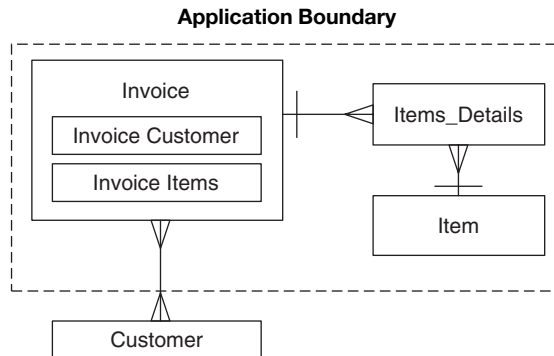 Application Boundary
Invoice
Invoice Customer
Invoice Items
Items_Details
Item
Customer